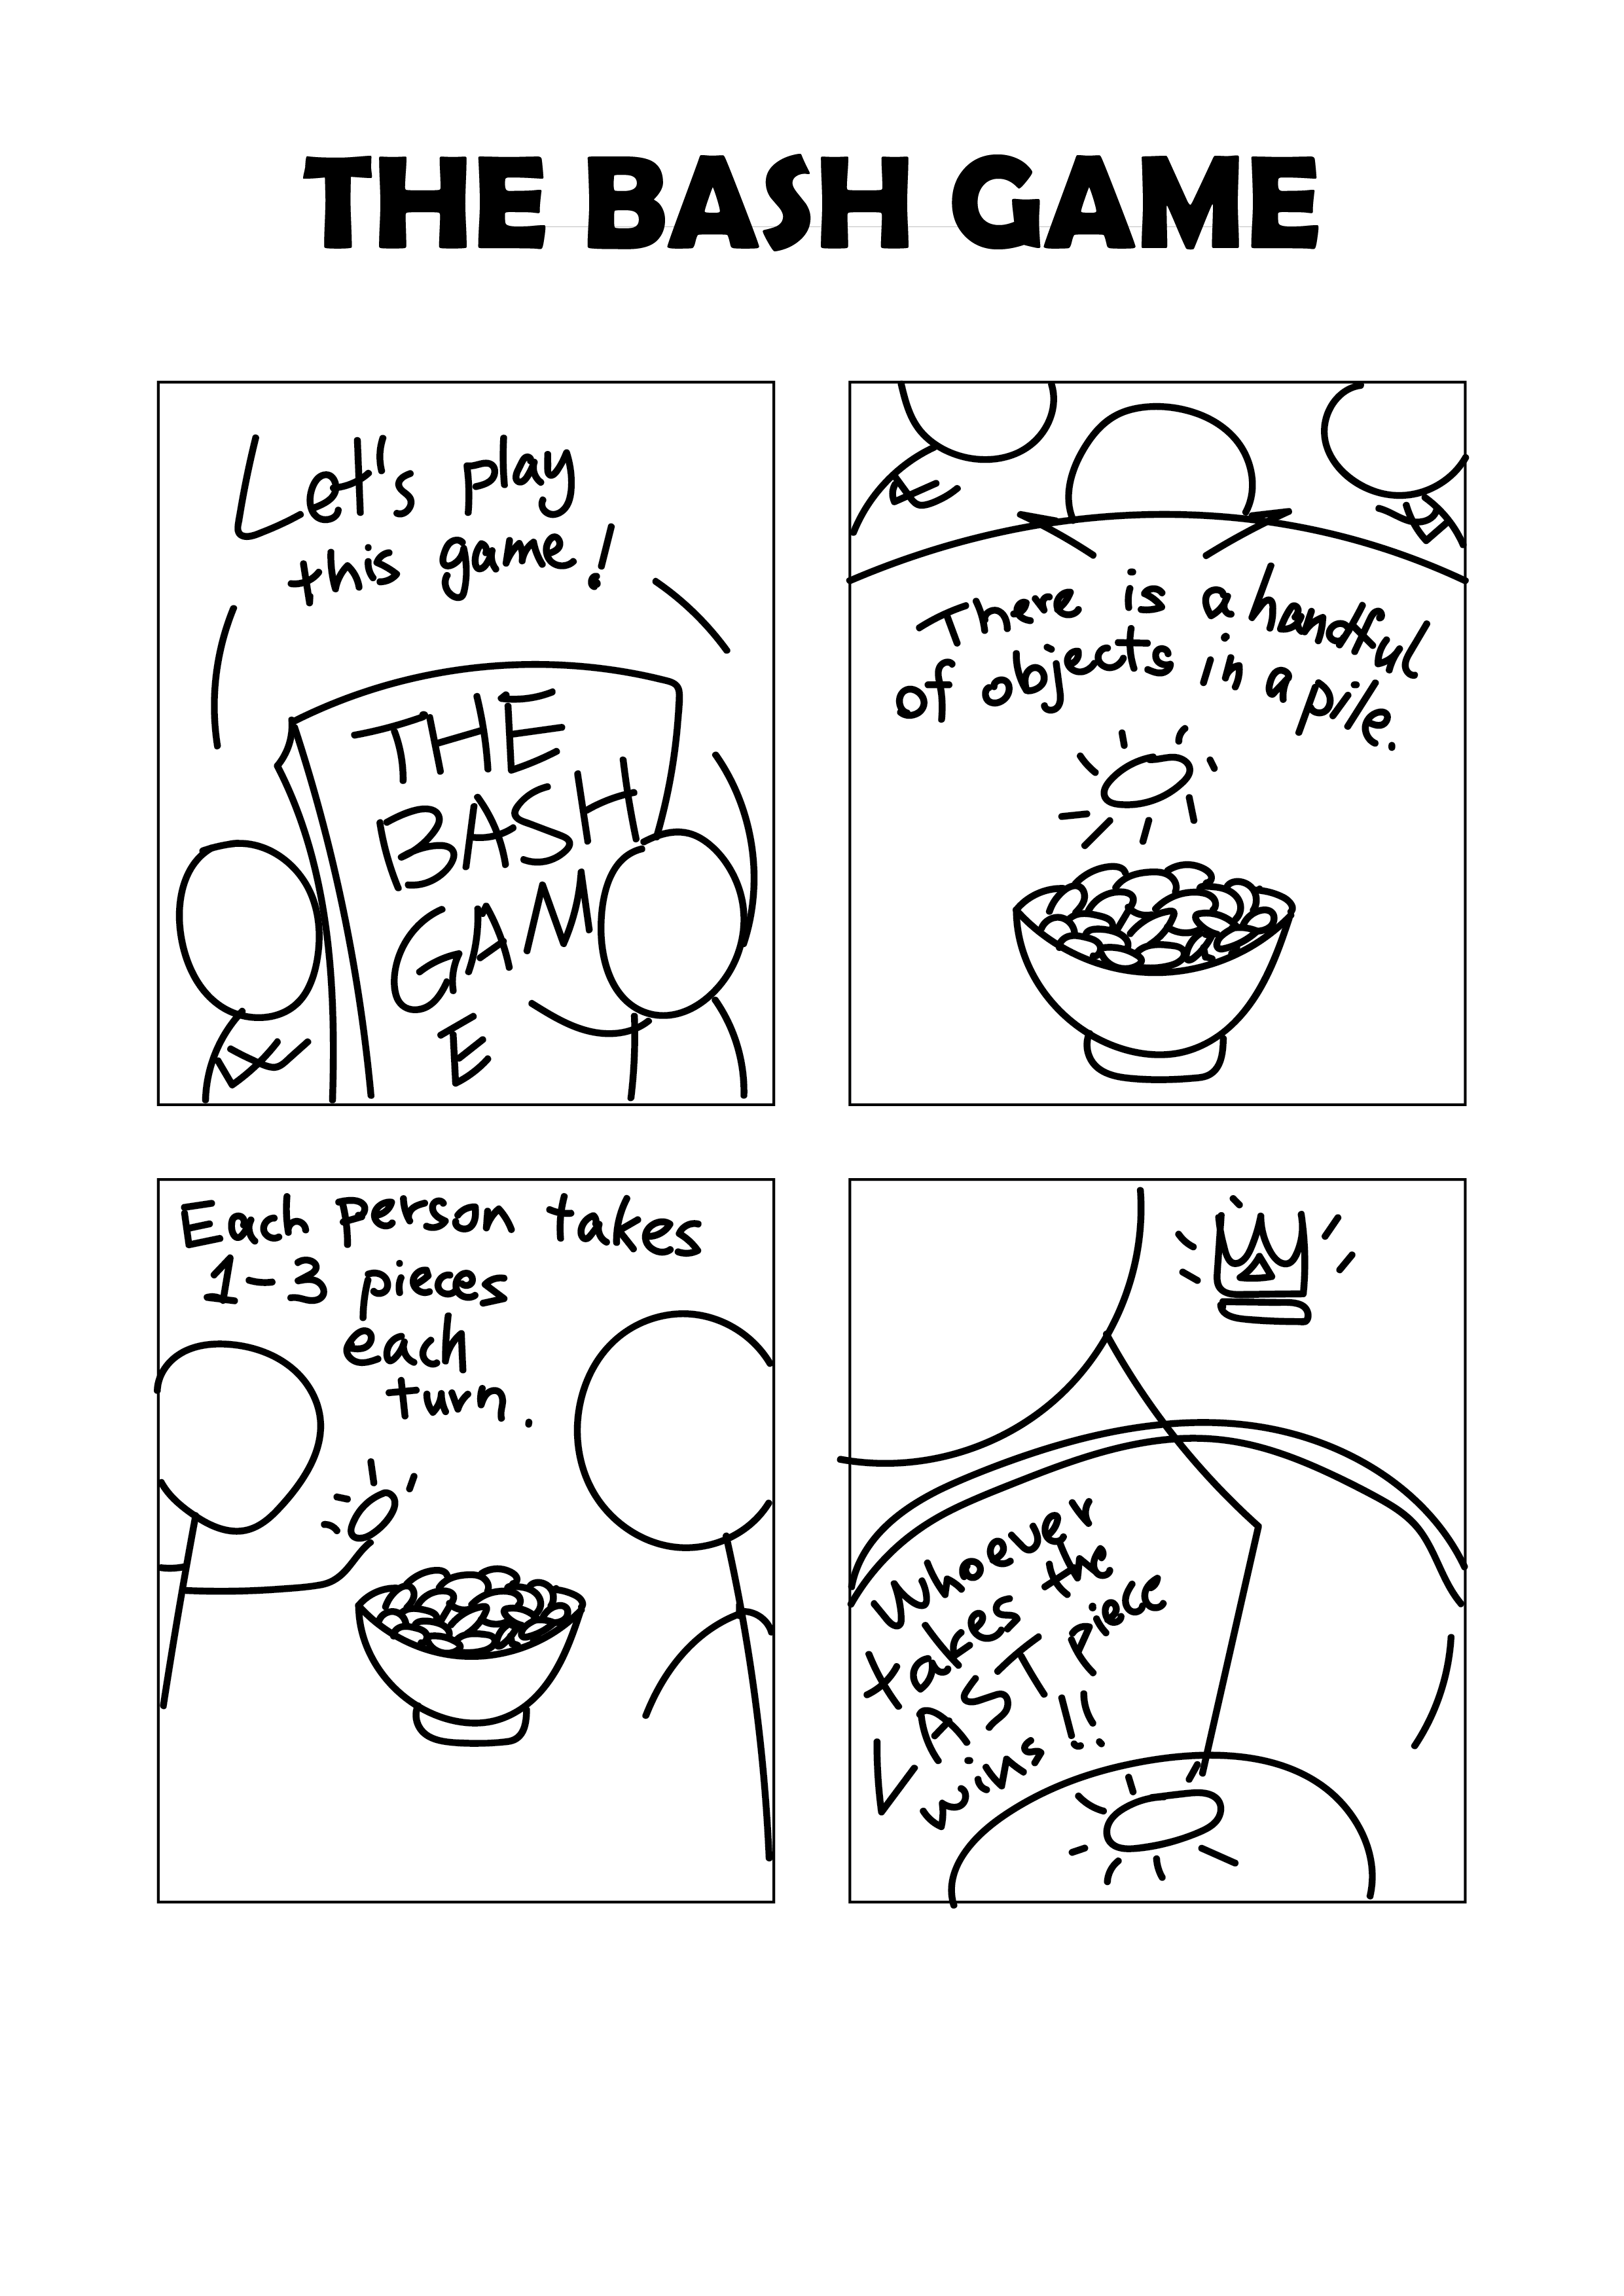 THE BASH GAME
Let's play
this game!
THE
BASH
GAM
E
There is a handful
of objects in a pile.
Each person takes
1-3 pieces
each
turn.
Whoever
takes the
LAST piece
wins!!